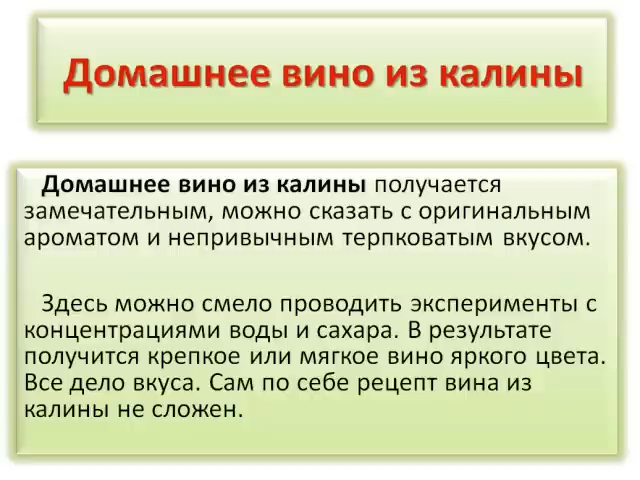 Домашнее вино из калины
Домашнее вино из калины получается
замечательным, можно сказать с оригинальным
ароматом и непривычным терпковатым вкусом.
Здесь можно смело проводить эксперименты с
концентрациями воды и сахара. В результате
получится крепкое или мягкое вино яркого цвета.
Все дело вкуса. Сам по себе рецепт вина из
калины не сложен.